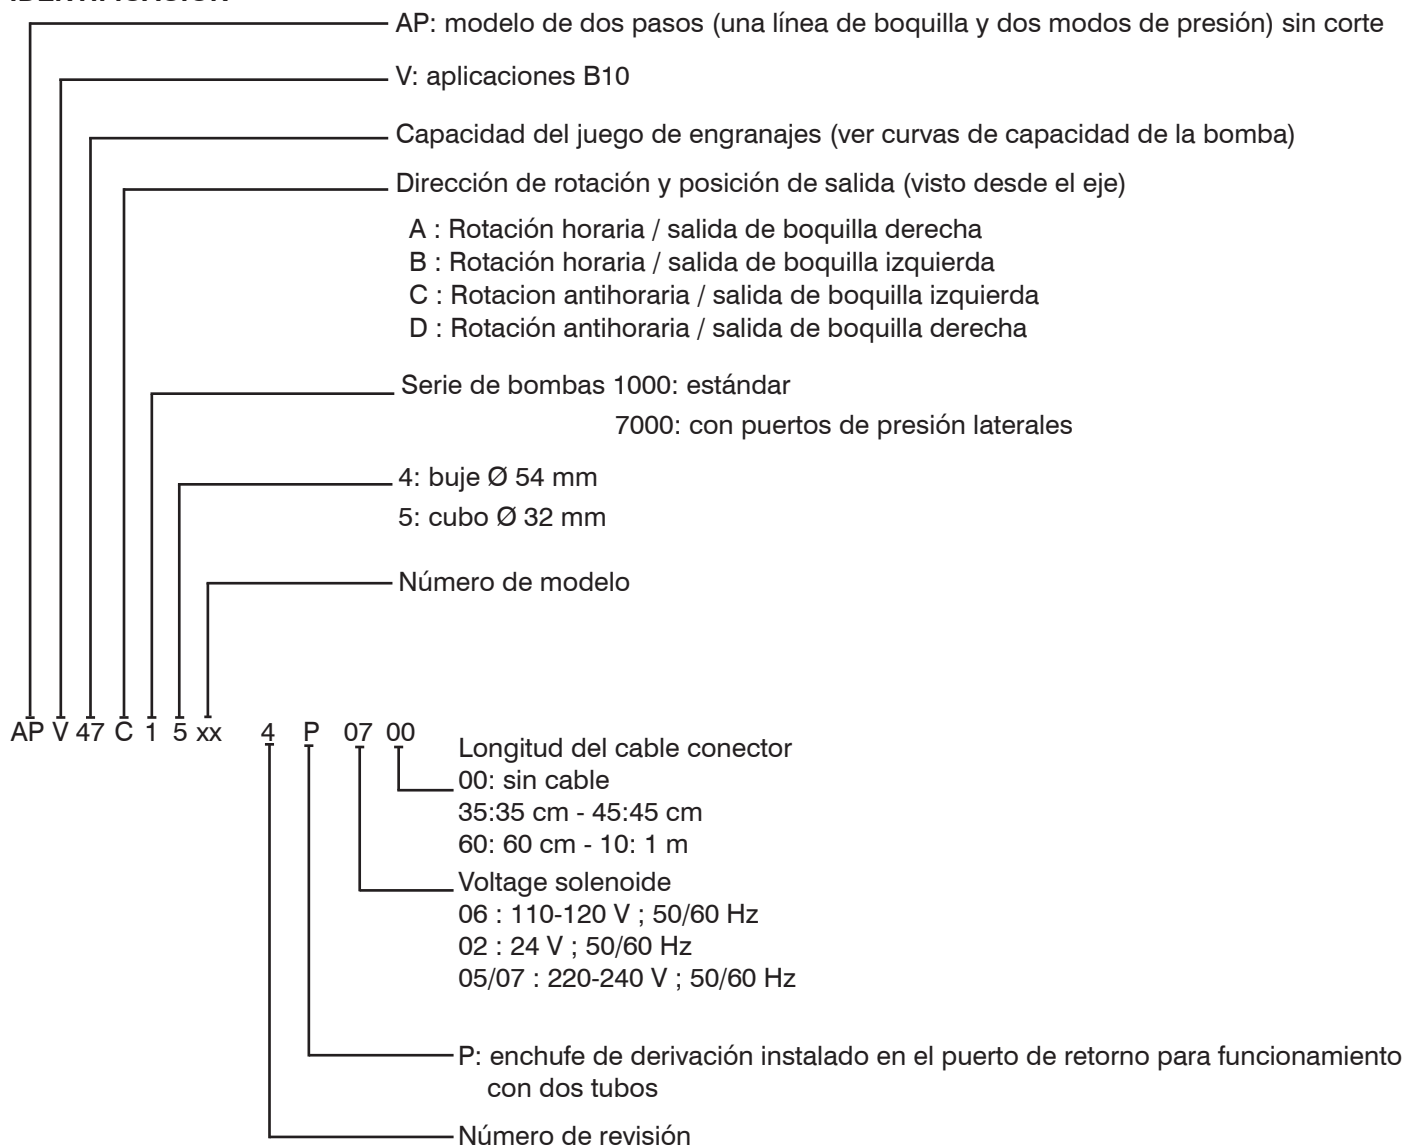 AP: modelo de dos pasos (una línea de boquilla y dos modos de presión) sin corte
V: aplicaciones B10
Capacidad del juego de engranajes (ver curvas de capacidad de la bomba)
Dirección de rotación y posición de salida (visto desde el eje)
A : Rotación horaria / salida de boquilla derecha
B : Rotación horaria / salida de boquilla izquierda
C : Rotacion antihoraria / salida de boquilla izquierda
D : Rotación antihoraria / salida de boquilla derecha
Serie de bombas 1000: estándar
7000: con puertos de presión laterales
4: buje Ø 54 mm
5: cubo Ø 32 mm
Número de modelo
AP V 47 C 1 5 xx 4 P 07 00
Longitud del cable conector
00: sin cable
35:35 cm - 45:45 cm
60: 60 cm - 10: 1 m
Voltage solenoide
06 : 110-120 V ; 50/60 Hz
02 : 24 V ; 50/60 Hz
05/07 : 220-240 V ; 50/60 Hz
P: enchufe de derivación instalado en el puerto de retorno para funcionamiento
con dos tubos
Número de revisión